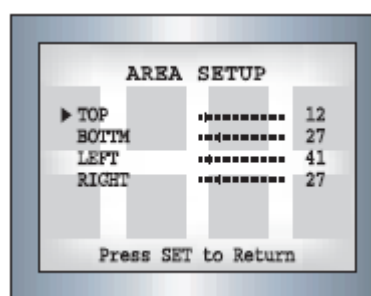 AREA SETUP
▶ TOP 12
BOTTM 27
LEFT 41
RIGHT 27
Press SET to Return